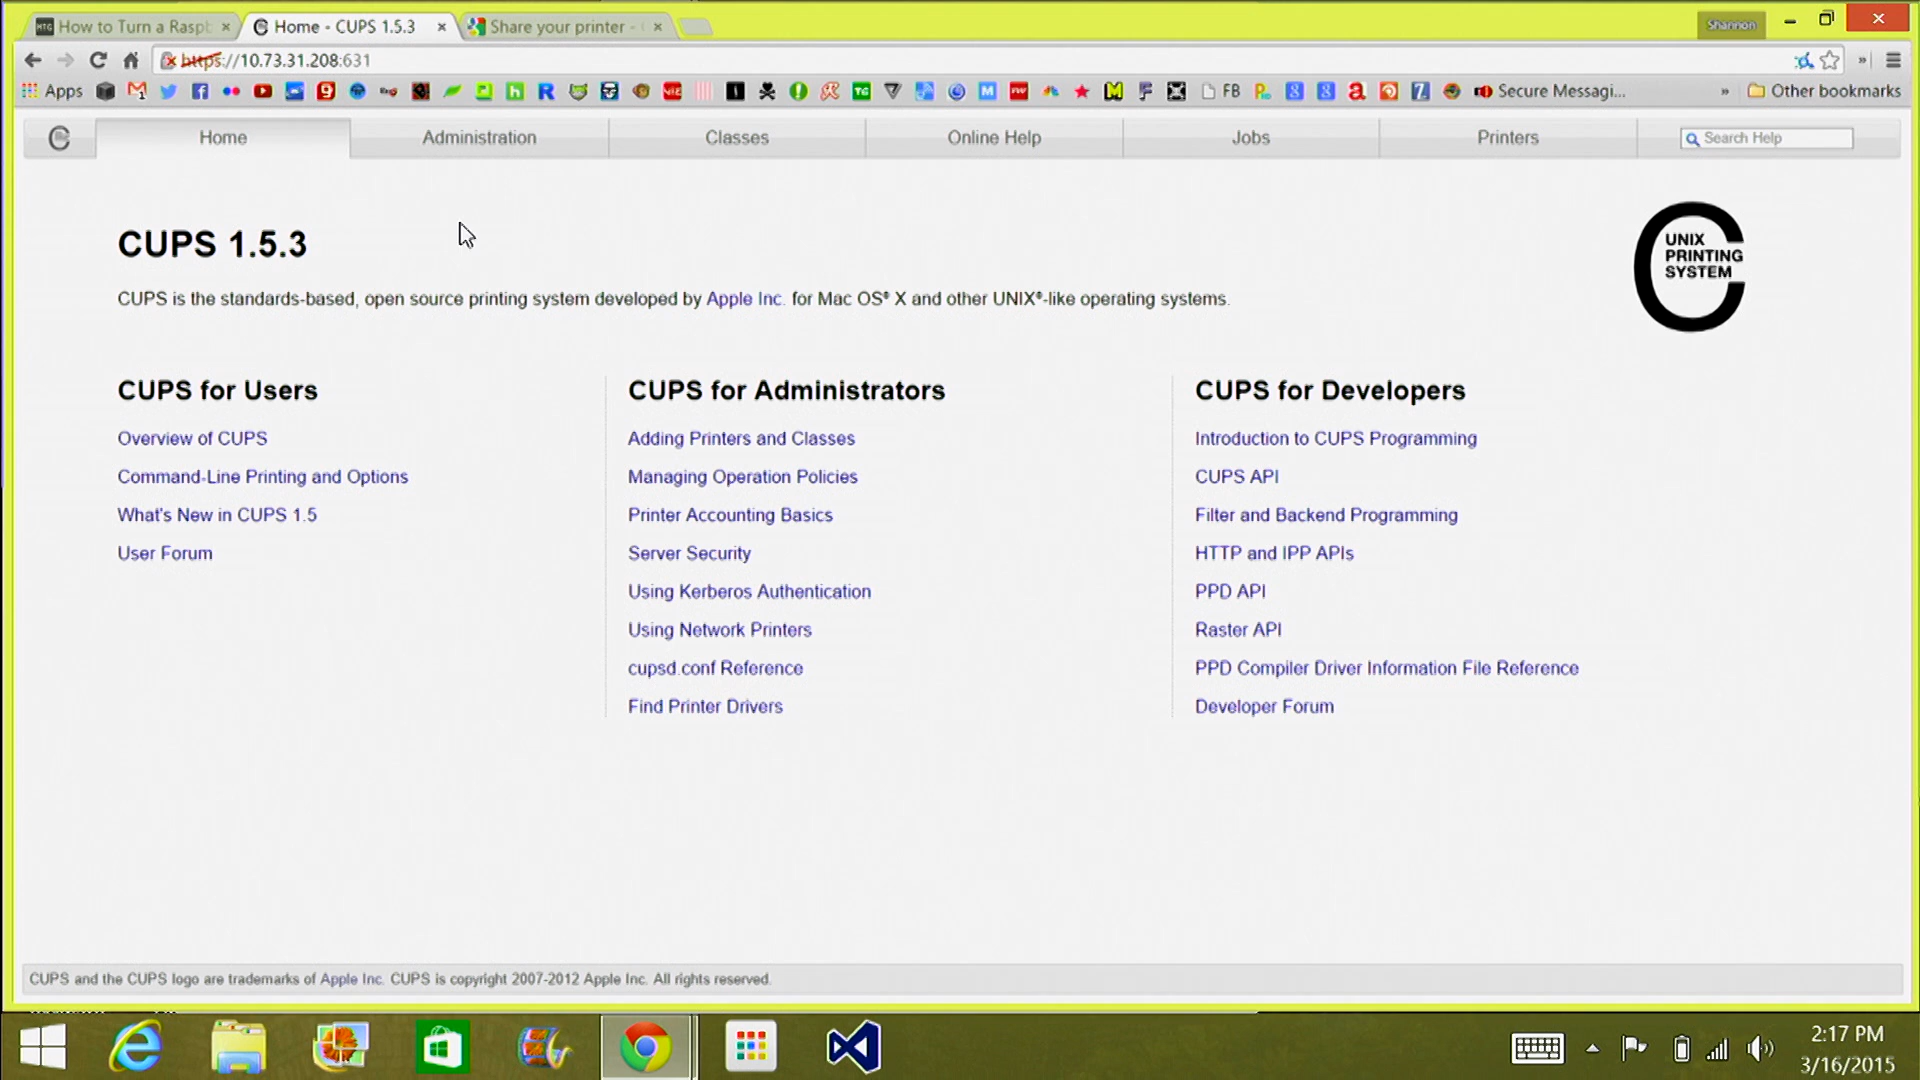 How to Turn a Raspb
Home - CUPS 1.5.3
Share your printer -
Shannon
https://10.73.31.208:631
Apps
FB
Secure Messagi...
»
Other bookmarks
Home
Administration
Classes
Online Help
Jobs
Printers
Search Help
CUPS 1.5.3
CUPS is the standards-based, open source printing system developed by Apple Inc. for Mac OS® X and other UNIX®-like operating systems.
UNIX
PRINTING
SYSTEM
CUPS for Users
Overview of CUPS
Command-Line Printing and Options
What's New in CUPS 1.5
User Forum
CUPS for Administrators
Adding Printers and Classes
Managing Operation Policies
Printer Accounting Basics
Server Security
Using Kerberos Authentication
Using Network Printers
cupsd.conf Reference
Find Printer Drivers
CUPS for Developers
Introduction to CUPS Programming
CUPS API
Filter and Backend Programming
HTTP and IPP APIs
PPD API
Raster API
PPD Compiler Driver Information File Reference
Developer Forum
CUPS and the CUPS logo are trademarks of Apple Inc. CUPS is copyright 2007-2012 Apple Inc. All rights reserved.
2:17 PM
3/16/2015